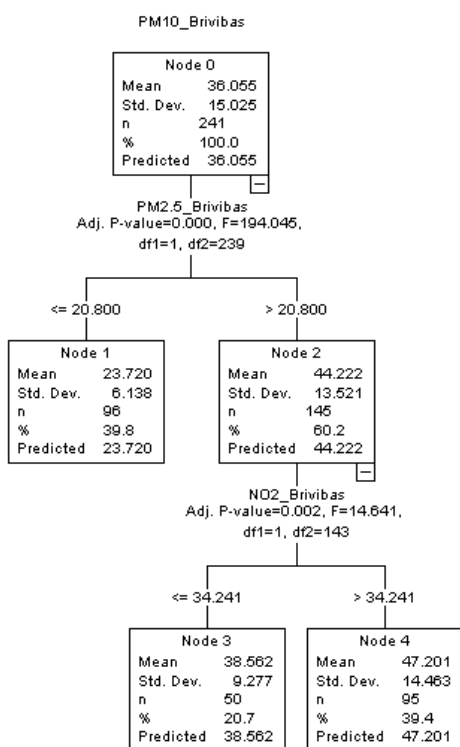 PM10_Brivibas
Node 0
Mean 36.055
Std. Dev. 15.025
n 241
% 100.0
Predicted 36.055
PM2.5_Brivibas
Adj. P-value=0.000, F=194.045,
df1=1, df2=239
<= 20.800
> 20.800
Node 1
Mean 23.720
Std. Dev. 6.138
n 96
% 39.8
Predicted 23.720
Node 2
Mean 44.222
Std. Dev. 13.521
n 145
% 60.2
Predicted 44.222
NO2_Brivibas
Adj. P-value=0.002, F=14.641,
df1=1, df2=143
<= 34.241
> 34.241
Node 3
Mean 38.562
Std. Dev. 9.277
n 50
% 20.7
Predicted 38.562
Node 4
Mean 47.201
Std. Dev. 14.463
n 95
% 39.4
Predicted 47.201